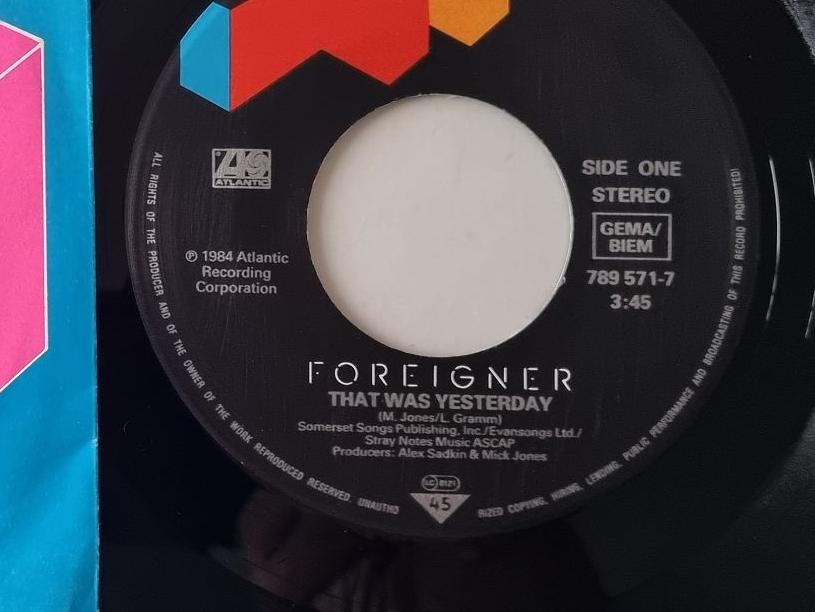 ATLANTIC
℗ 1984 Atlantic
Recording
Corporation
SIDE ONE
STEREO
GEMA/
BIEM
789 571-7
3:45
FOREIGNER
THAT WAS YESTERDAY
(M. Jones/L. Gramm)
Somerset Songs Publishing, Inc./Evansongs Ltd./
Stray Notes Music ASCAP
Producers: Alex Sadkin & Mick Jones
LC 0121
45
ALL RIGHTS OF THE PRODUCER AND OF THE OWNER OF THE WORK REPRODUCED RESERVED. UNAUTHO
RIZED COPYING, HIRING, LENDING, PUBLIC PERFORMANCE AND BROADCASTING OF THIS RECORD PROHIBITED!